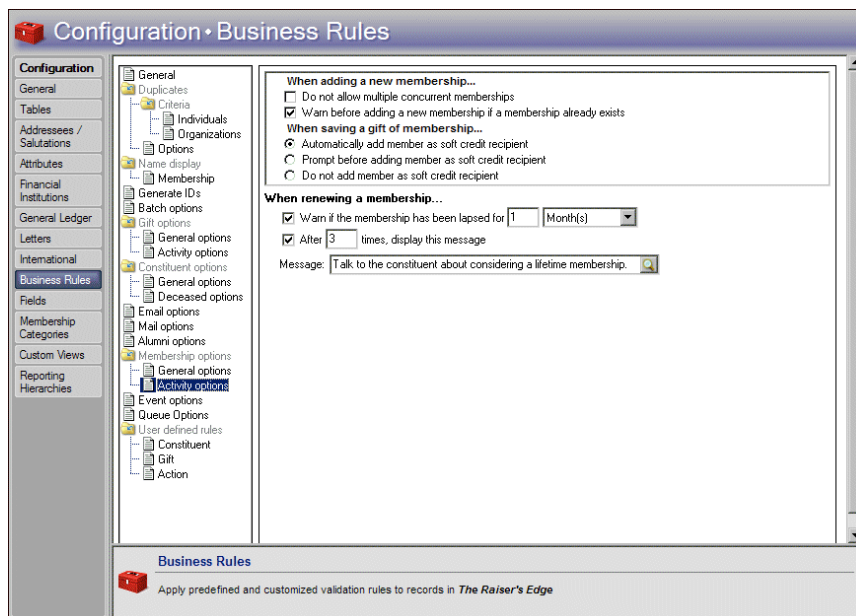 Configuration • Business Rules
Configuration
General
Tables
Addressees /
Salutations
Attributes
Financial
Institutions
General Ledger
Letters
International
Business Rules
Fields
Membership
Categories
Custom Views
Reporting
Hierarchies
General
Duplicates
Criteria
Individuals
Organizations
Options
Name display
Membership
Generate IDs
Batch options
Gift options
General options
Activity options
Constituent options
General options
Deceased options
Email options
Mail options
Alumni options
Membership options
General options
Activity options
Event options
Queue Options
User defined rules
Constituent
Gift
Action
When adding a new membership...
Do not allow multiple concurrent memberships
Warn before adding a new membership if a membership already exists
When saving a gift of membership...
Automatically add member as soft credit recipient
Prompt before adding member as soft credit recipient
Do not add member as soft credit recipient
When renewing a membership...
Warn if the membership has been lapsed for 1 Month(s)
After 3 times, display this message
Message: Talk to the constituent about considering a lifetime membership.
Business Rules
Apply predefined and customized validation rules to records in The Raiser's Edge